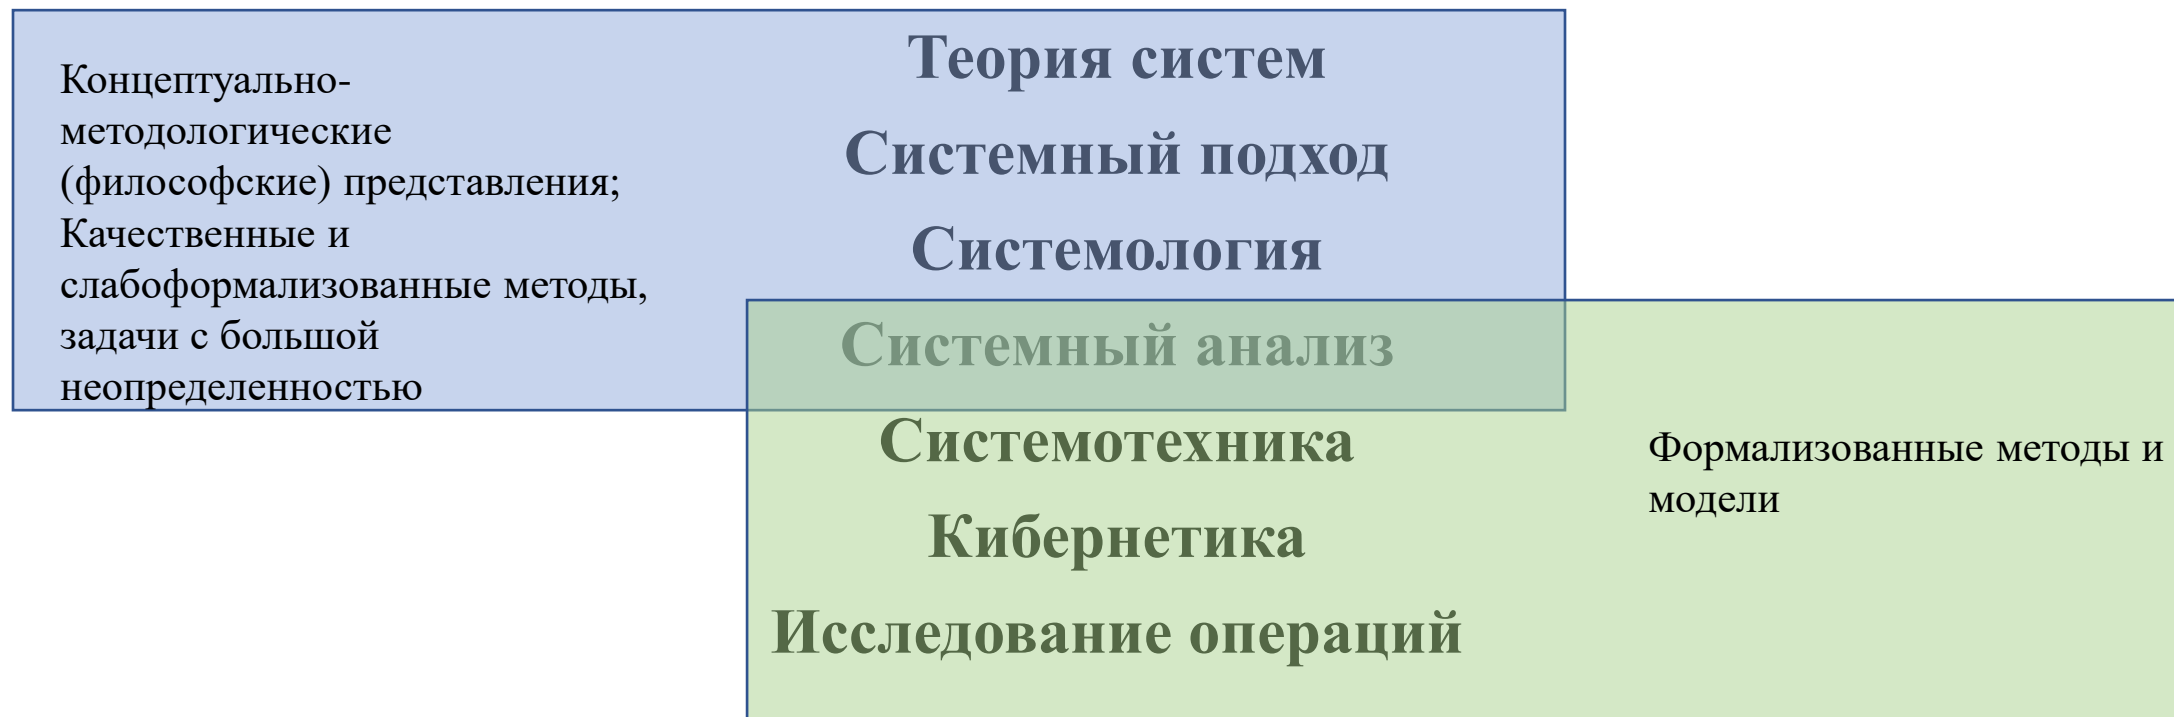 Концептуально-
методологические
(философские) представления;
Качественные и
слабоформализованные методы,
задачи с большой
неопределенностью
Теория систем
Системный подход
Системология
Системный анализ
Системотехника
Кибернетика
Исследование операций
Формализованные методы и
модели